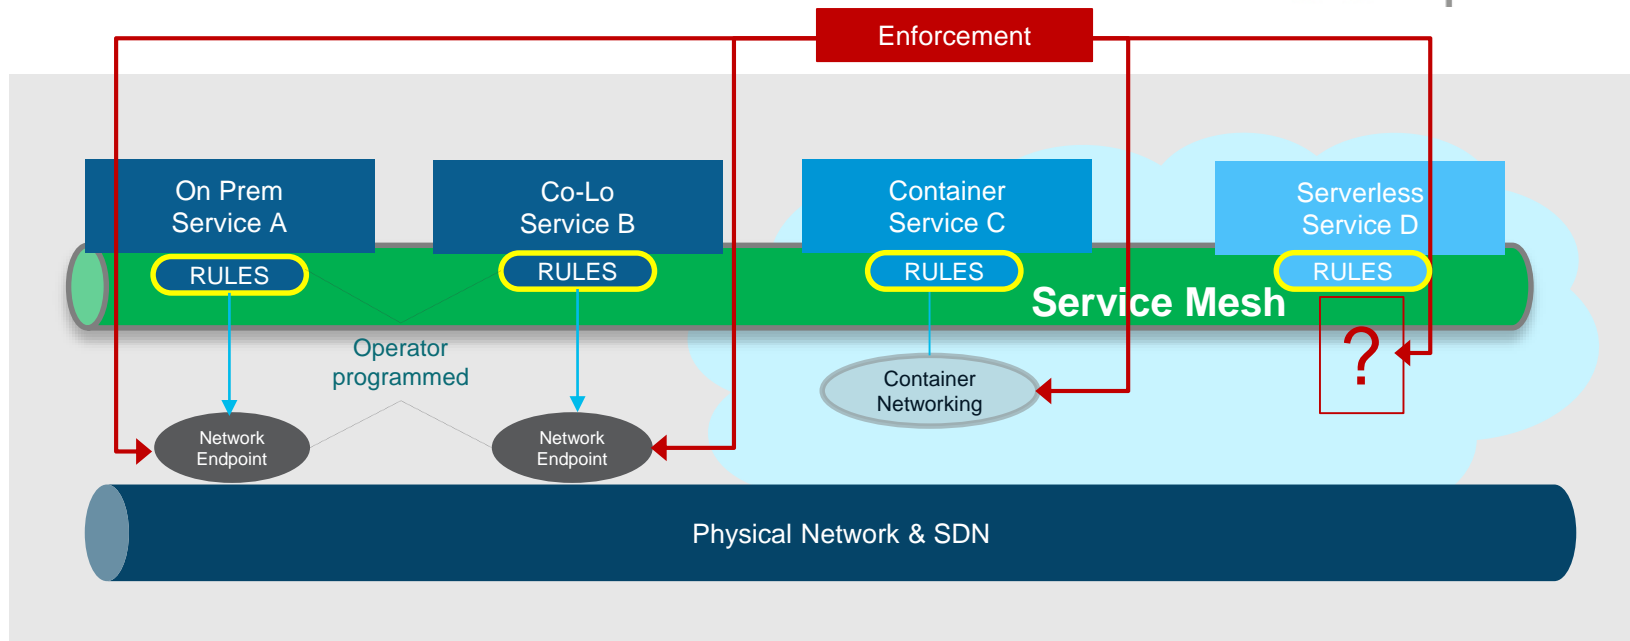 Enforcement
On Prem
Service A
Co-Lo
Service B
Container
Service C
Serverless
Service D
RULES
RULES
RULES
RULES
Service Mesh
?
Operator
programmed
Container
Networking
Network
Endpoint
Network
Endpoint
Physical Network & SDN